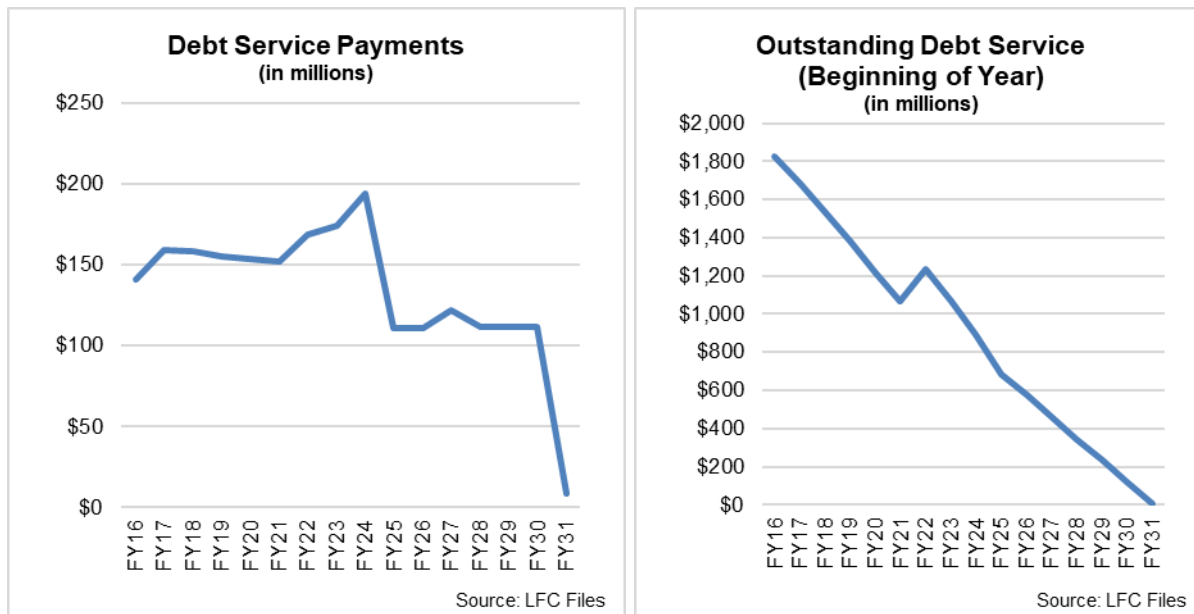 Debt Service Payments
(in millions)
$250
$200
$150
$100
$50
$0
FY16
FY17
FY18
FY19
FY20
FY21
FY22
FY23
FY24
FY25
FY26
FY27
FY28
FY29
FY30
FY31
Source: LFC Files
Outstanding Debt Service
(Beginning of Year)
(in millions)
$2,000
$1,800
$1,600
$1,400
$1,200
$1,000
$800
$600
$400
$200
$0
FY16
FY17
FY18
FY19
FY20
FY21
FY22
FY23
FY24
FY25
FY26
FY27
FY28
FY29
FY30
FY31
Source: LFC Files